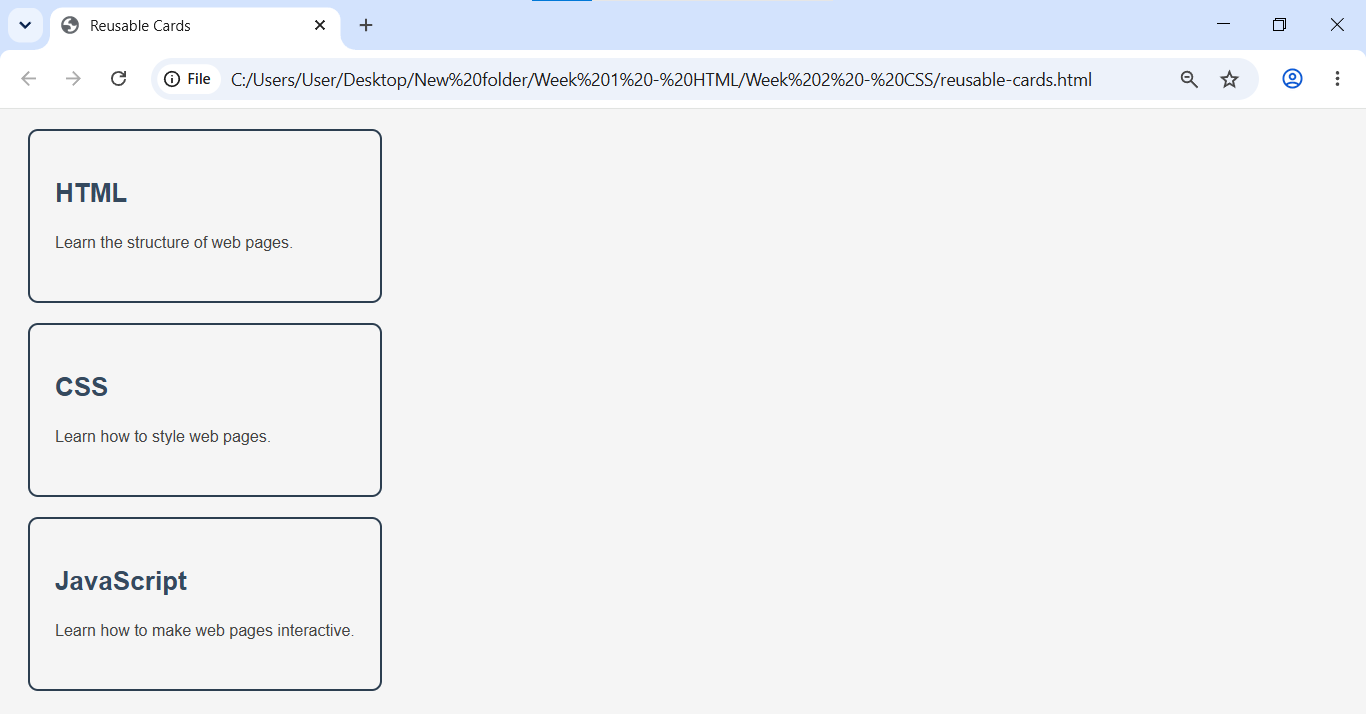 Reusable Cards
File
C:/Users/User/Desktop/New%20folder/Week%201%20-%20HTML/Week%202%20-%20CSS/reusable-cards.html
HTML
Learn the structure of web pages.
CSS
Learn how to style web pages.
JavaScript
Learn how to make web pages interactive.